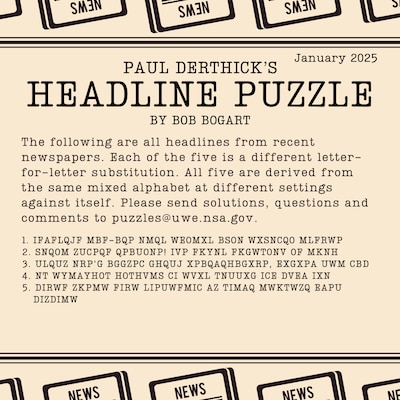 NEWS
NEWS
January 2025
PAUL DERTHICK'S
HEADLINE PUZZLE
BY BOB BOGART
The following are all headlines from recent
newspapers. Each of the five is a different letter-
for-letter substitution. All five are derived from
the same mixed alphabet at different settings
against itself. Please send solutions, questions and
comments to puzzles@uwe.nsa.gov.
1. IFAFLQJF MBF-BQP NMQL WEOMXL BSON WXSNCQO MLFRWP
2. SNQOM ZUCPQF QPBUONP! IVP FKYNL FKGWTONV OF MKNH
3. ULQUZ NRP'G BGGZPC GHQUJ XPBQAQHBGXRP, EXGXPA UWM CBD
4. NT WYMAYHOT HOTHVMS CI WVXL TNUUXG ICE DVEA IXN
5. DIRWF ZKPMW FIRW LIPUWFMIC AZ TIMAQ MWKTWZQ EAPU
DIZDIMW
NEWS
NEWS
NEWS